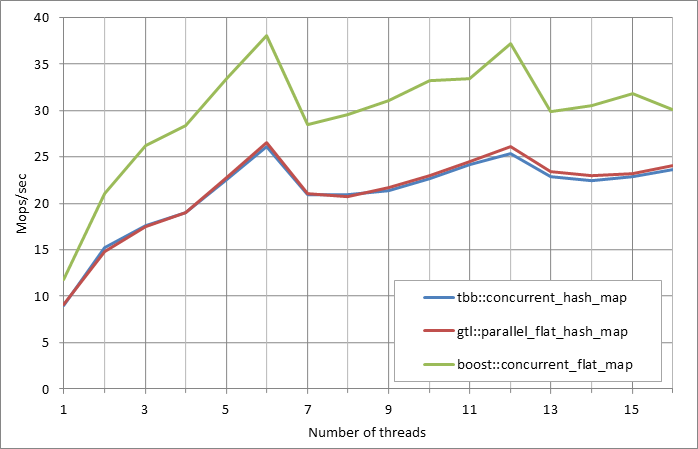 40
35
30
25
20
15
10
5
0
Mops/sec
tbb::concurrent_hash_map
gtl::parallel_flat_hash_map
boost::concurrent_flat_map
1 3 5 7 9 11 13 15
Number of threads